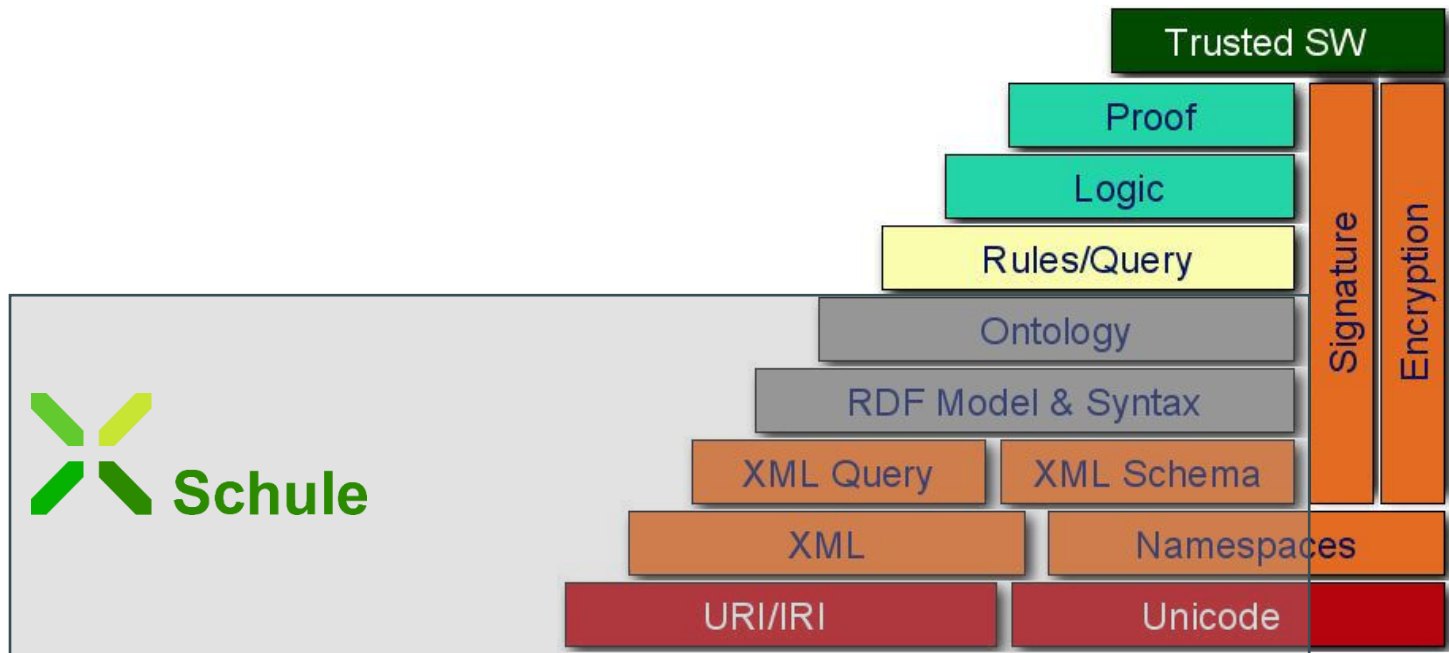 Trusted SW
Proof
Logic
Rules/Query
Ontology
RDF Model & Syntax
XML Query
XML Schema
Signature
Encryption
Schule
XML
Namespaces
URI/IRI
Unicode